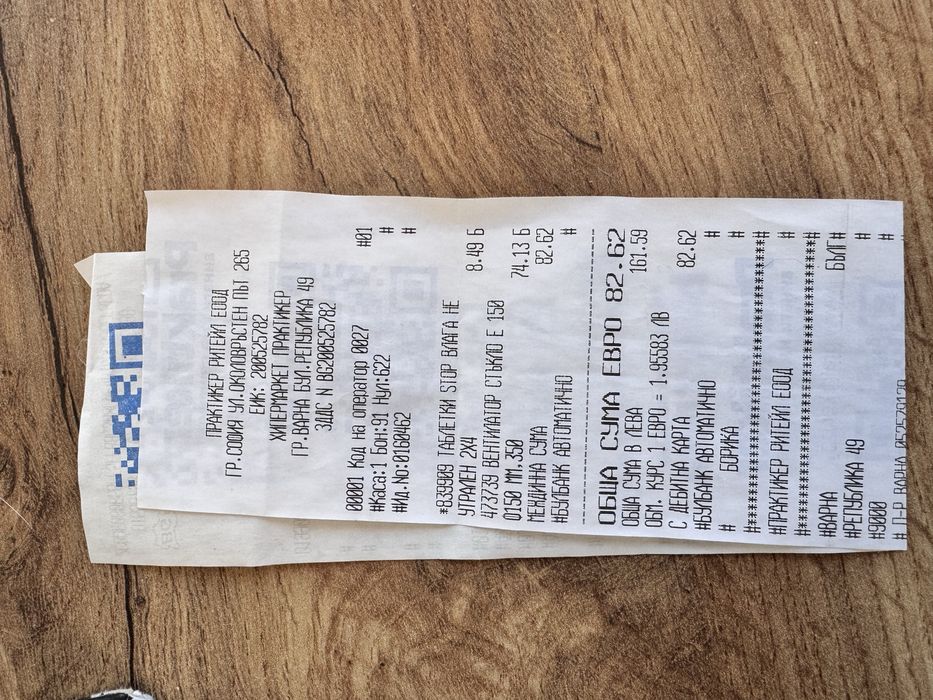 ПРАКТИКЕР РИТЕЙЛ ЕООД
ГР.СОФИЯ УЛ.ОКОЛОВРЪСТЕН ПЪТ 265
ЕИК: 200525782
ХИПЕРМАРКЕТ ПРАКТИКЕР
ГР.ВАРНА БУЛ.РЕПУБЛИКА 49
ЗДДС N BG200525782
00001 Код на оператор 0027 #01
#Каса:1 Бон:91 Нул:622 #
#Ид.No:0160462 #
*639909 ТАБЛЕТКИ STOP ВЛАГА НЕ
УТРАЛЕН 2X4 8.49 Б
473739 ВЕНТИЛАТОР СТЪКЛО Е 150
0150 ММ,350 74.13 Б
МЕЖДИННА СУМА 82.62
#БУЛБАНК АВТОМАТИЧНО #
ОБЩА СУМА ЕВРО 82.62
ОБЩА СУМА В ЛЕВА 161.59
ОБМ. КУРС 1 ЕВРО = 1.95583 ЛВ
С ДЕБИТНА КАРТА 82.62
#БУЛБАНК АВТОМАТИЧНО #
# БОРИКА #
#******************************#
#ПРАКТИКЕР РИТЕЙЛ ЕООД #
#******************************#
#ВАРНА БЪЛГ#
#РЕПУБЛИКА 49 #
#9000 #